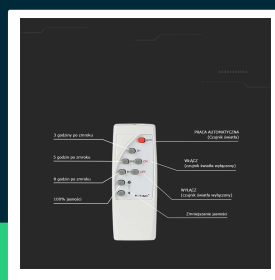 3 godziny po zmroku
5 godzin po zmroku
8 godzin po zmroku
100% jasności
PRACA AUTOMATYCZNA
(Czujnik światła)
WŁĄCZ
(czujnik światła wyłączony)
WYŁĄCZ
(czujnik światła wyłączony)
Zmniejszanie jasności